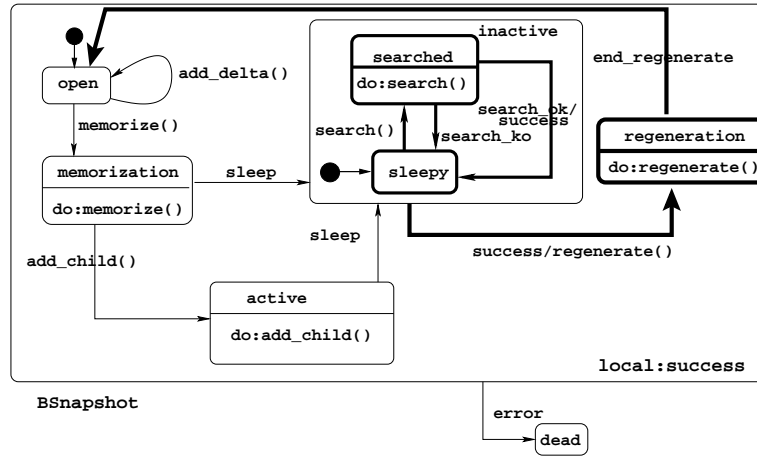 inactive
searched
do:search()
end_regenerate
open
add_delta()
search_ok/
success
search()
search_ko
memorize()
regeneration
do:regenerate()
memorization
do:memorize()
sleep
sleepy
sleep
success/regenerate()
add_child()
active
do:add_child()
local:success
BSnapshot
error
dead